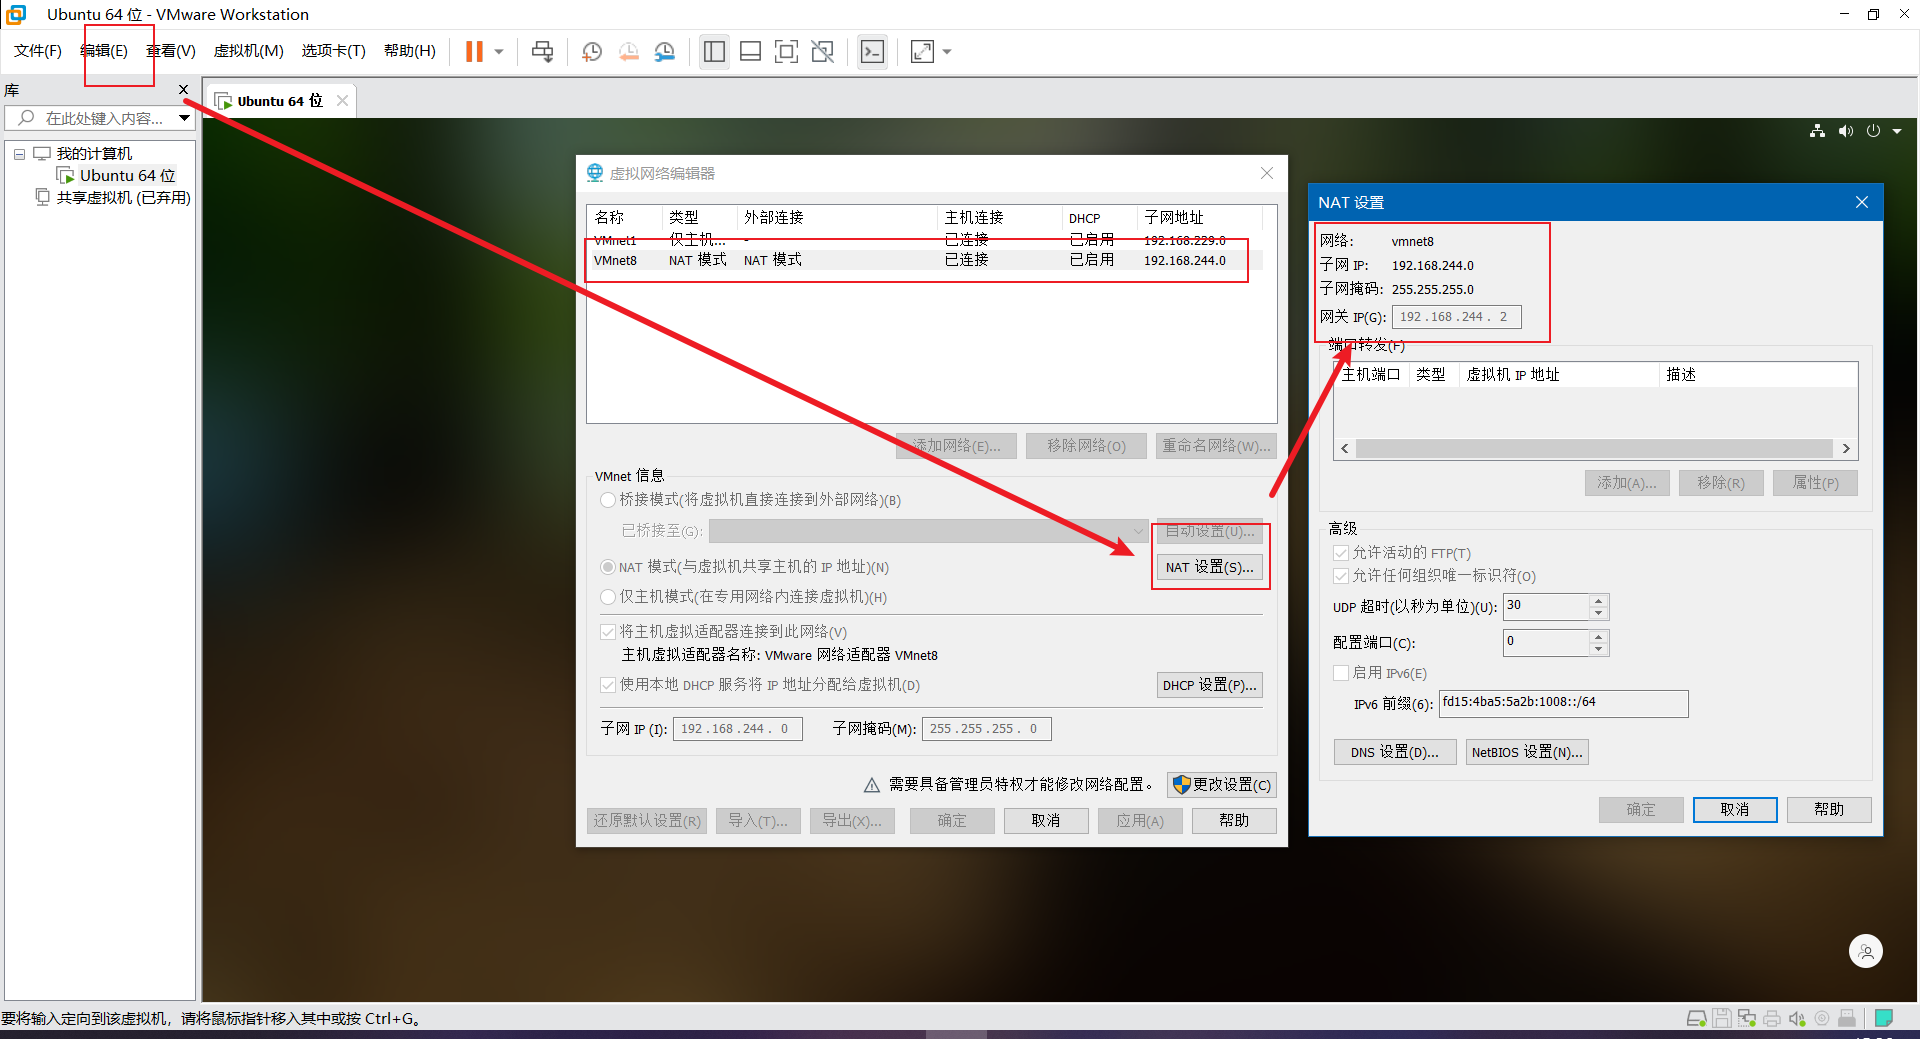 Ubuntu 64 位 - VMware Workstation
文件(F) 编辑(E) 查看(V) 虚拟机(M) 选项卡(T) 帮助(H)
库
在此处键入内容...
我的计算机
Ubuntu 64 位
共享虚拟机 (已弃用)
Ubuntu 64 位
虚拟网络编辑器
名称 类型 外部连接 主机连接 DHCP 子网地址
VMnet1 仅主机... - 已连接 已启用 192.168.229.0
VMnet8 NAT 模式 NAT 模式 已连接 已启用 192.168.244.0
添加网络(E)... 移除网络(O) 重命名网络(W)...
VMnet 信息
桥接模式(将虚拟机直接连接到外部网络)(B)
已桥接至(G): 自动设置(U)...
NAT 模式(与虚拟机共享主机的 IP 地址)(N) NAT 设置(S)...
仅主机模式(在专用网络内连接虚拟机)(H)
将主机虚拟适配器连接到此网络(V)
主机虚拟适配器名称: VMware 网络适配器 VMnet8
使用本地 DHCP 服务将 IP 地址分配给虚拟机(D) DHCP 设置(P)...
子网 IP (I): 192 . 168 . 244 . 0 子网掩码(M): 255 . 255 . 255 . 0
需要具备管理员特权才能修改网络配置。 更改设置(C)
还原默认设置(R) 导入(T)... 导出(X)... 确定 取消 应用(A) 帮助
NAT 设置
网络: vmnet8
子网 IP: 192.168.244.0
子网掩码: 255.255.255.0
网关 IP(G): 192 . 168 . 244 . 2
端口转发(F)
主机端口 类型 虚拟机 IP 地址 描述
添加(A)... 移除(R) 属性(P)
高级
允许活动的 FTP(T)
允许任何组织唯一标识符(O)
UDP 超时(以秒为单位)(U): 30
配置端口(C): 0
启用 IPv6(E)
IPv6 前缀(6): fd15:4ba5:5a2b:1008::/64
DNS 设置(D)... NetBIOS 设置(N)...
确定 取消 帮助
要将输入定向到该虚拟机，请将鼠标指针移入其中或按 Ctrl+G。